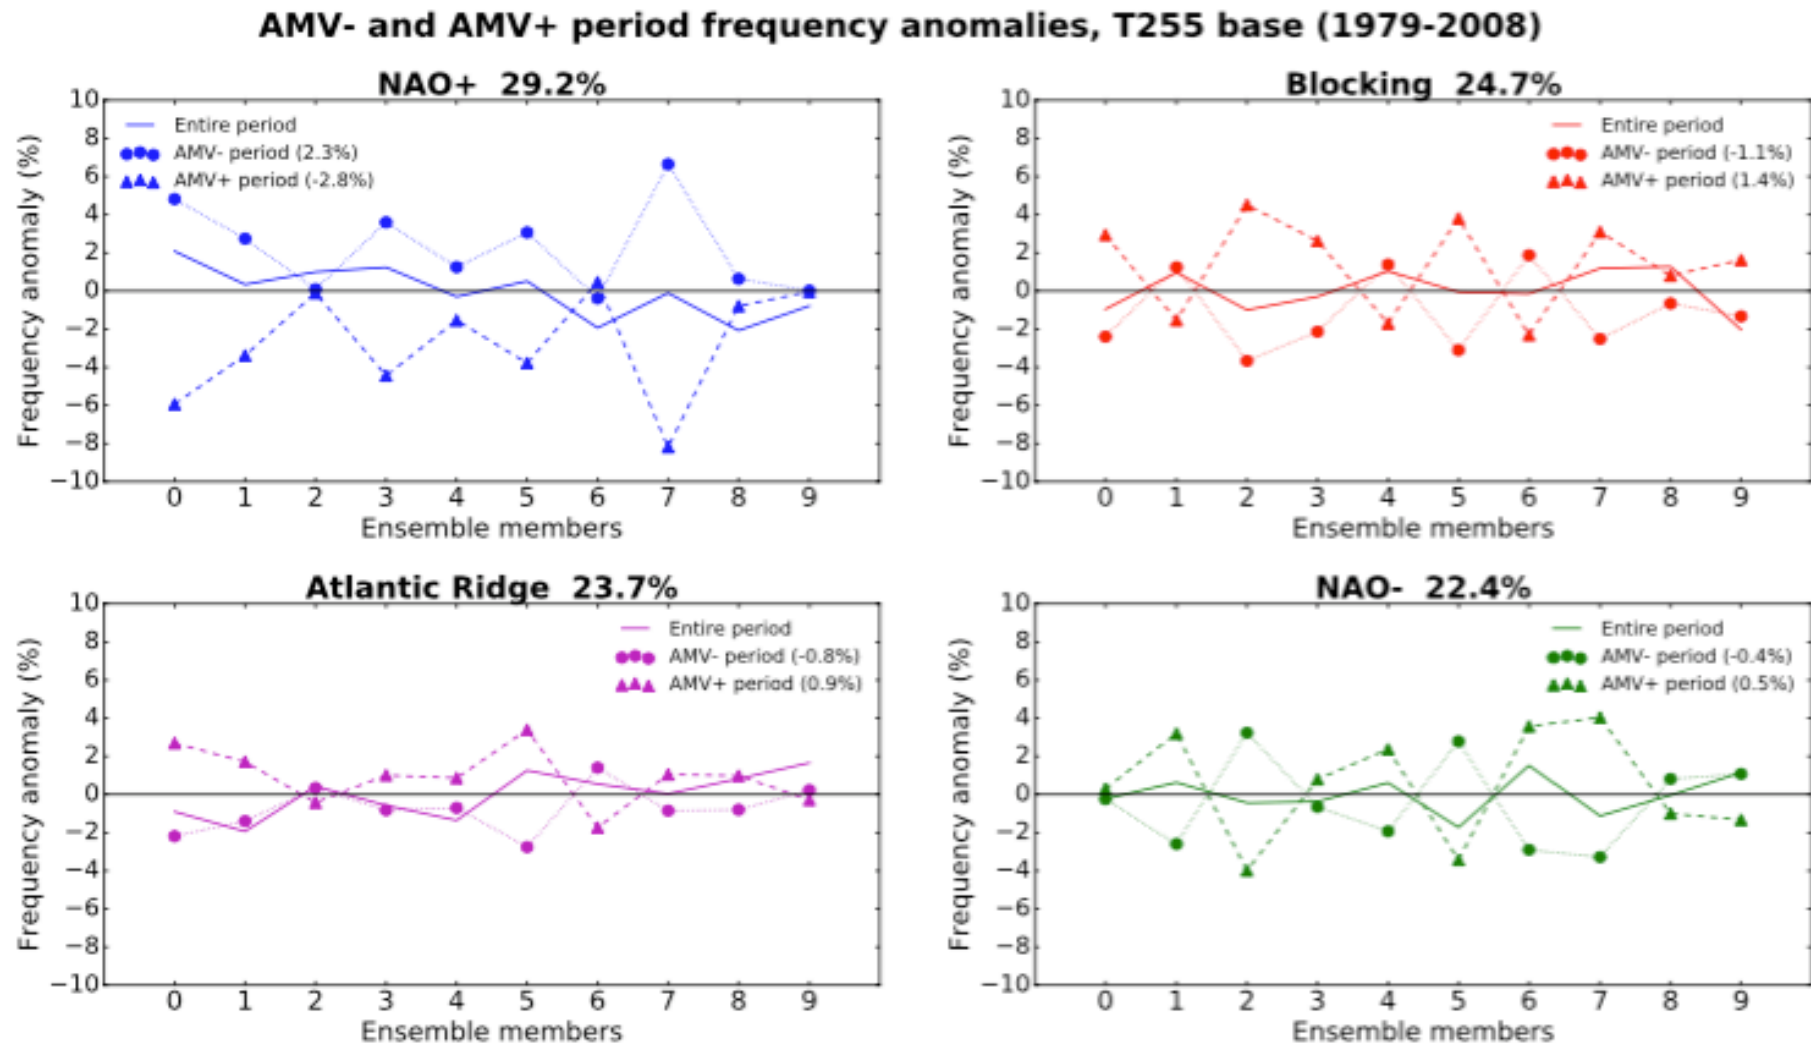 AMV- and AMV+ period frequency anomalies, T255 base (1979-2008)
NAO+ 29.2%
Frequency anomaly (%)
10
8
6
4
2
0
−2
−4
−6
−8
−10
Entire period
AMV- period (2.3%)
AMV+ period (-2.8%)
0 1 2 3 4 5 6 7 8 9
Ensemble members
Blocking 24.7%
Frequency anomaly (%)
10
8
6
4
2
0
−2
−4
−6
−8
−10
Entire period
AMV- period (-1.1%)
AMV+ period (1.4%)
0 1 2 3 4 5 6 7 8 9
Ensemble members
Atlantic Ridge 23.7%
Frequency anomaly (%)
10
8
6
4
2
0
−2
−4
−6
−8
−10
Entire period
AMV- period (-0.8%)
AMV+ period (0.9%)
0 1 2 3 4 5 6 7 8 9
Ensemble members
NAO- 22.4%
Frequency anomaly (%)
10
8
6
4
2
0
−2
−4
−6
−8
−10
Entire period
AMV- period (-0.4%)
AMV+ period (0.5%)
0 1 2 3 4 5 6 7 8 9
Ensemble members